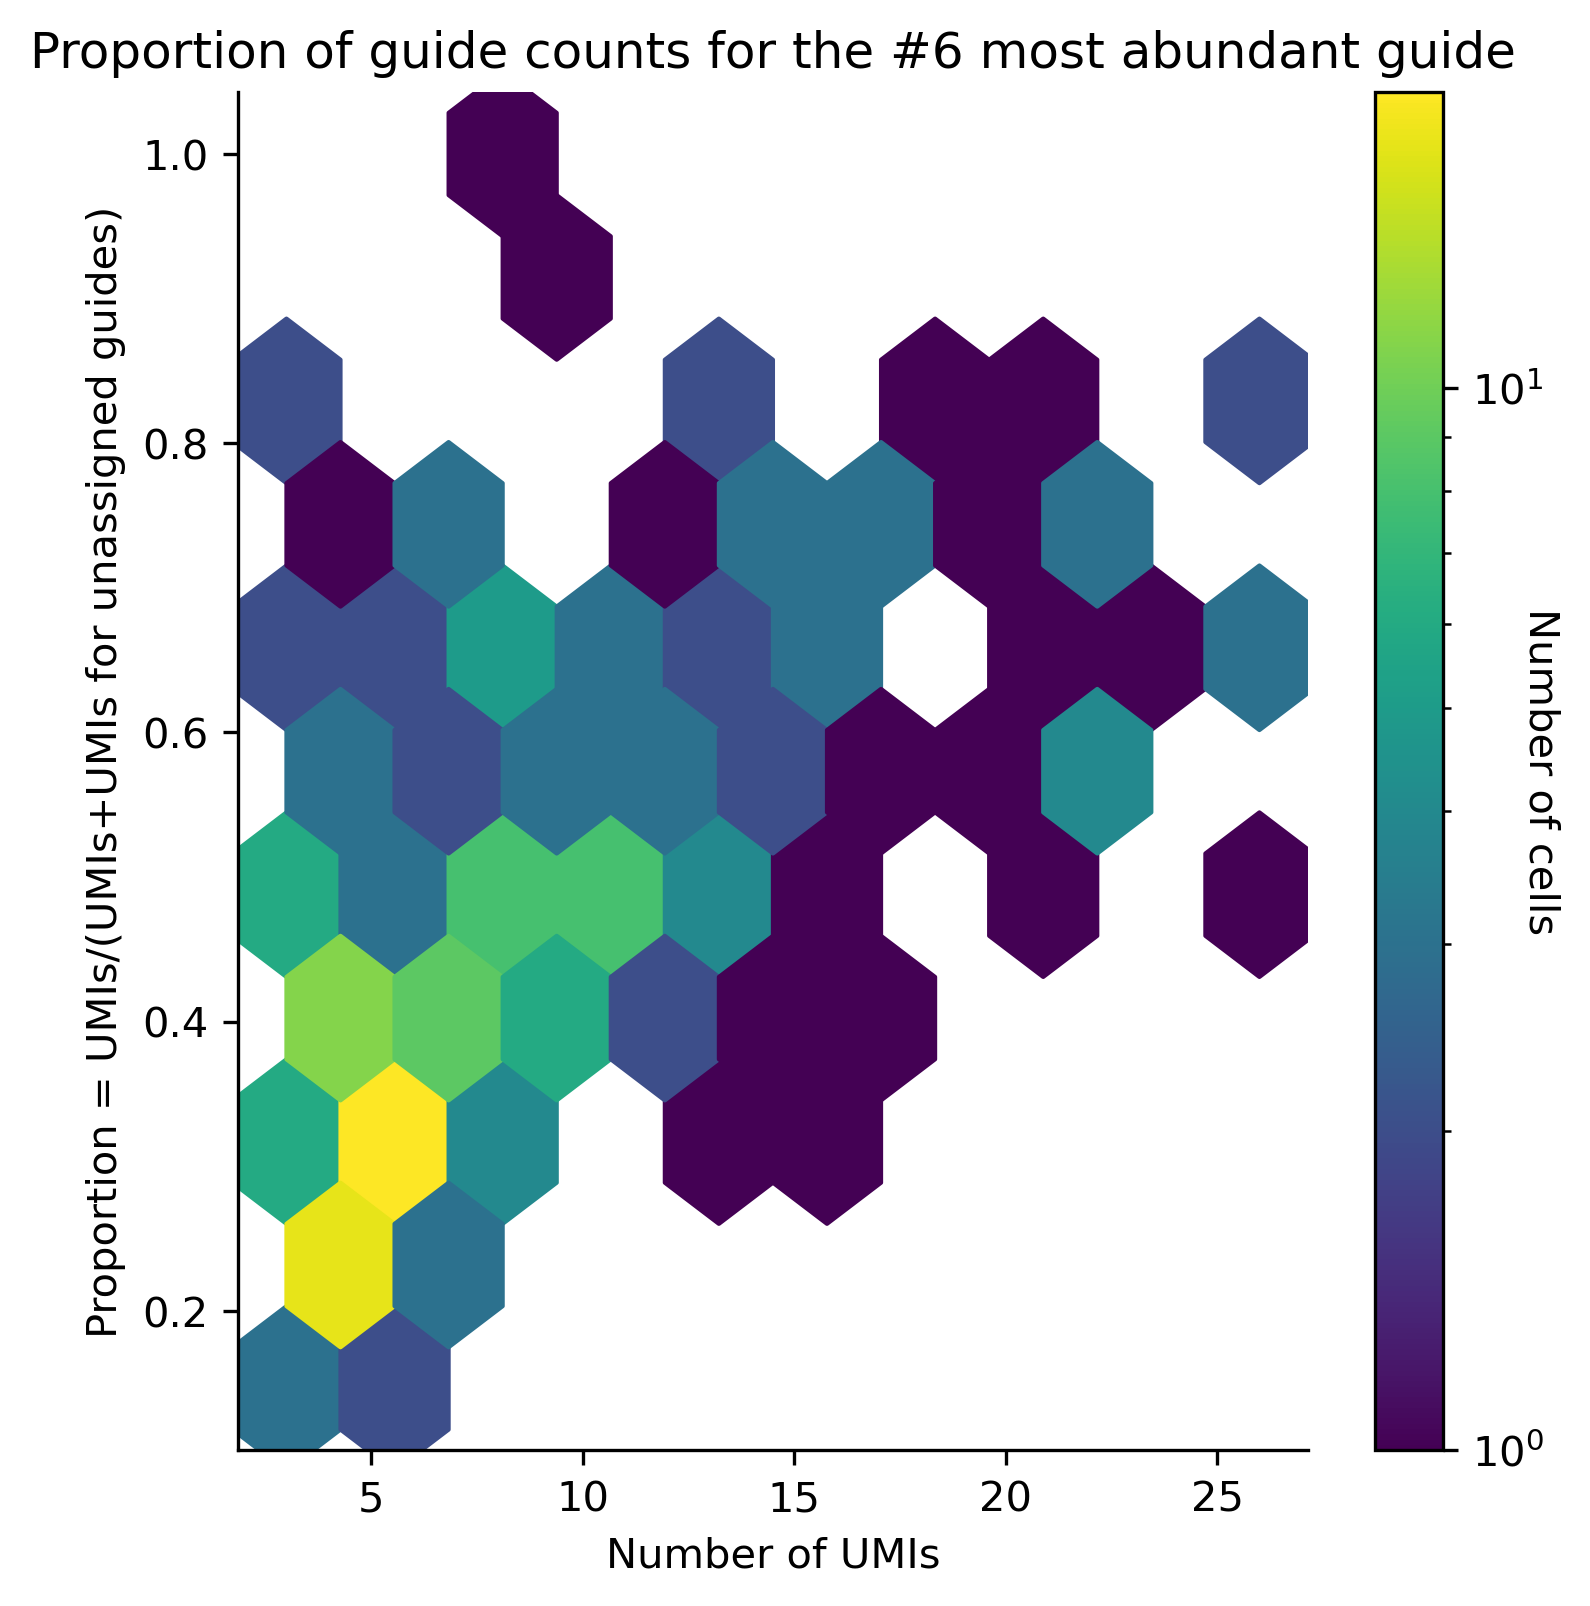 Proportion of guide counts for the #6 most abundant guide
Proportion = UMIs/(UMIs+UMIs for unassigned guides)
1.0
0.8
0.6
0.4
0.2
5 10 15 20 25
Number of UMIs
10¹
10⁰
Number of cells